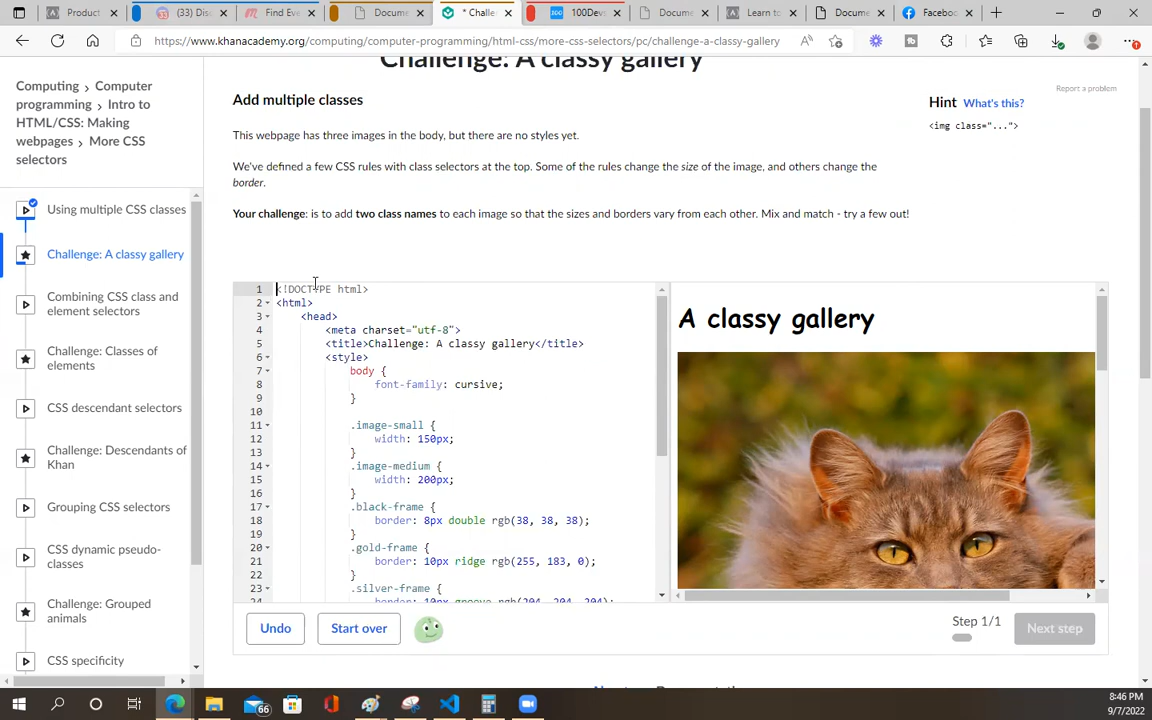 Product
(33) Disc
Find Eve
Docume
* Challe
100Devs
Docume
Learn to
Docume
Faceboo
https://www.khanacademy.org/computing/computer-programming/html-css/more-css-selectors/pc/challenge-a-classy-gallery
Computing > Computer
programming > Intro to
HTML/CSS: Making
webpages > More CSS
selectors
Using multiple CSS classes
Challenge: A classy gallery
Combining CSS class and
element selectors
Challenge: Classes of
elements
CSS descendant selectors
Challenge: Descendants of
Khan
Grouping CSS selectors
CSS dynamic pseudo-
classes
Challenge: Grouped
animals
CSS specificity
Challenge: A classy gallery
Report a problem
Add multiple classes
Hint What's this?
<img class="...">
This webpage has three images in the body, but there are no styles yet.
We've defined a few CSS rules with class selectors at the top. Some of the rules change the size of the image, and others change the
border.
Your challenge: is to add two class names to each image so that the sizes and borders vary from each other. Mix and match - try a few out!
1 <!DOCTYPE html>
2 <html>
3 <head>
4 <meta charset="utf-8">
5 <title>Challenge: A classy gallery</title>
6 <style>
7 body {
8 font-family: cursive;
9 }
10
11 .image-small {
12 width: 150px;
13 }
14 .image-medium {
15 width: 200px;
16 }
17 .black-frame {
18 border: 8px double rgb(38, 38, 38);
19 }
20 .gold-frame {
21 border: 10px ridge rgb(255, 183, 0);
22 }
23 .silver-frame {
24 border: 10px groove rgb(204, 204, 204);
A classy gallery
Undo
Start over
Step 1/1
Next step
66
8:46 PM
9/7/2022